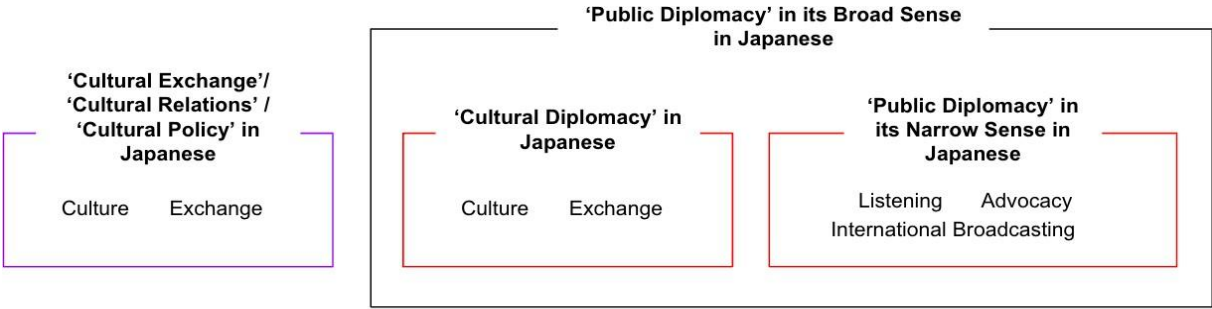 ‘Public Diplomacy’ in its Broad Sense
in Japanese
‘Cultural Exchange’/
‘Cultural Relations’ /
‘Cultural Policy’ in
Japanese
Culture Exchange
‘Cultural Diplomacy’ in
Japanese
Culture Exchange
‘Public Diplomacy’ in
its Narrow Sense in
Japanese
Listening Advocacy
International Broadcasting